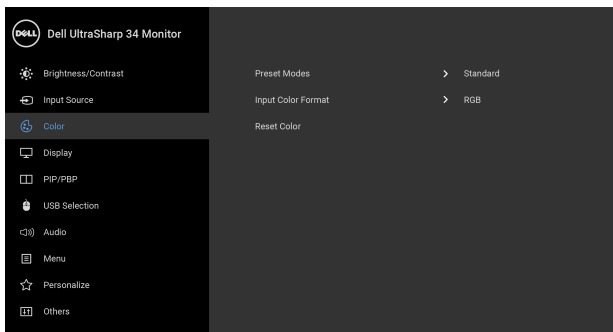 DELL Dell UltraSharp 34 Monitor
Brightness/Contrast
Preset Modes Standard
Input Source
Input Color Format RGB
Color
Reset Color
Display
PIP/PBP
USB Selection
Audio
Menu
Personalize
Others